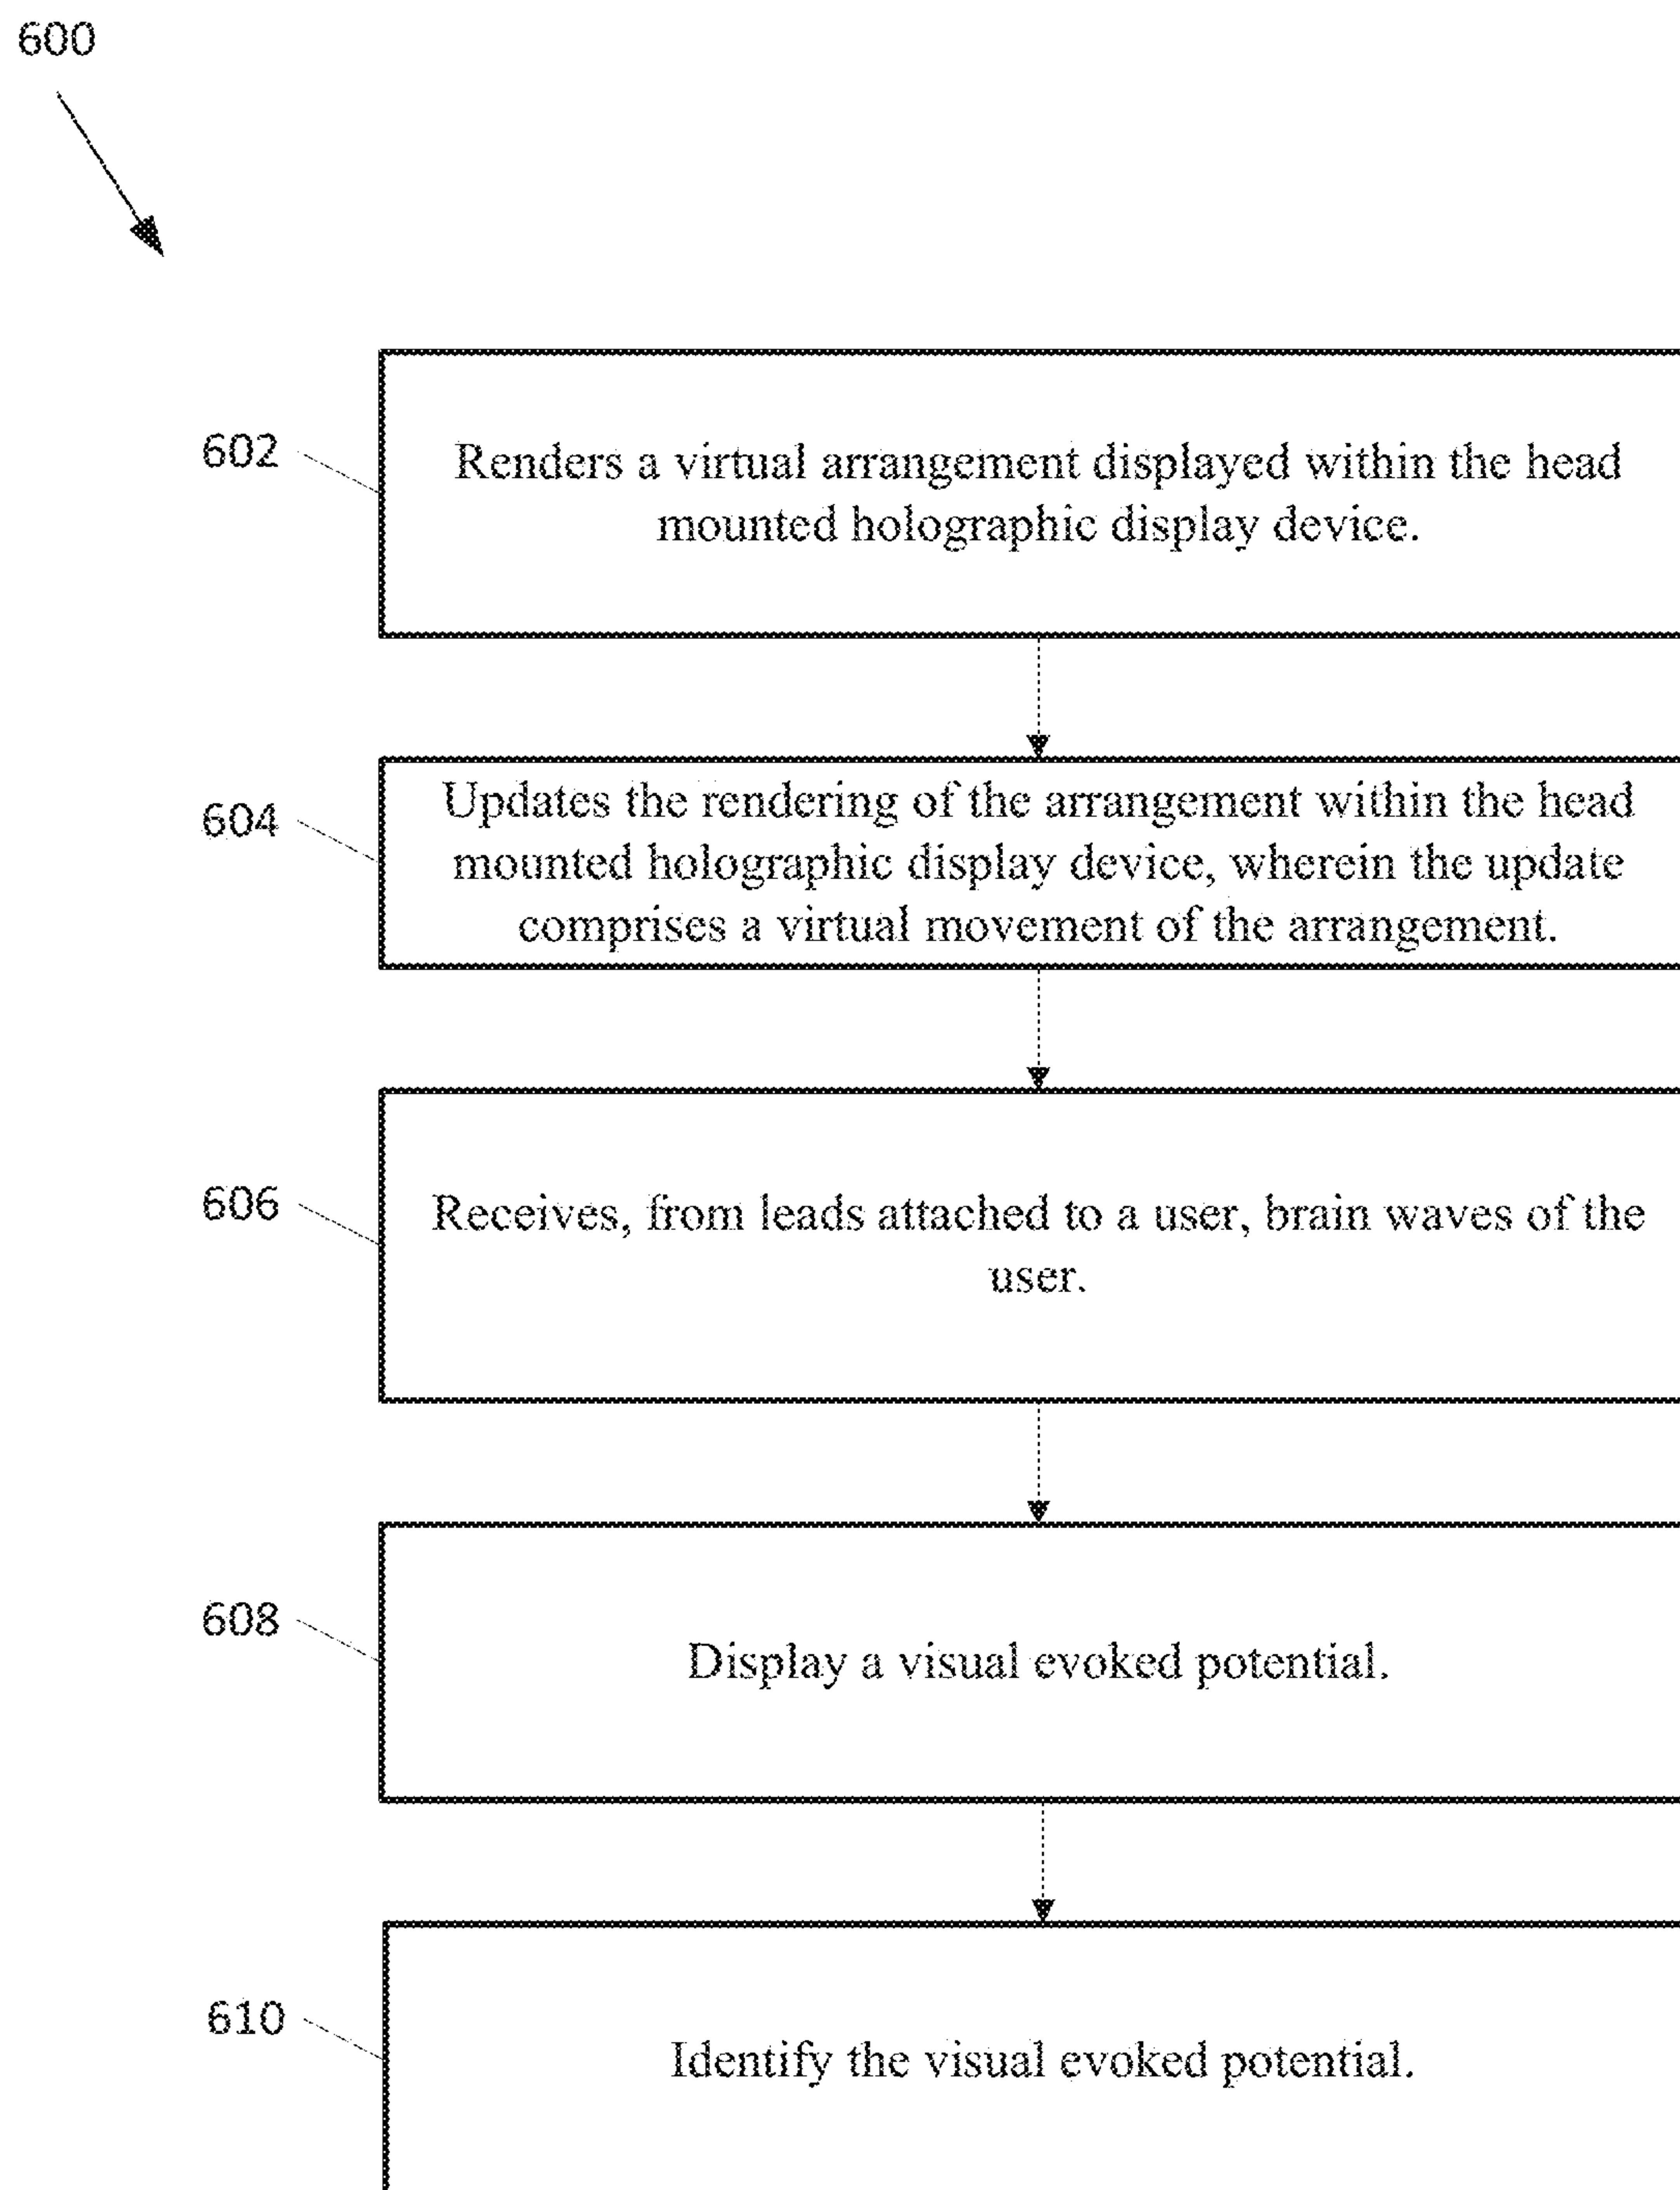 600
602
Renders a virtual arrangement displayed within the head
mounted holographic display device.
604
Updates the rendering of the arrangement within the head
mounted holographic display device, wherein the update
comprises a virtual movement of the arrangement.
606
Receives, from leads attached to a user, brain waves of the
user.
608
Display a visual evoked potential.
610
Identify the visual evoked potential.